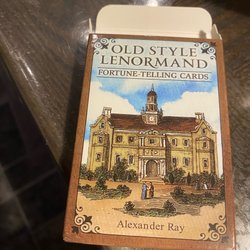 OLD STYLE
LENORMAND
FORTUNE-TELLING CARDS
Alexander Ray